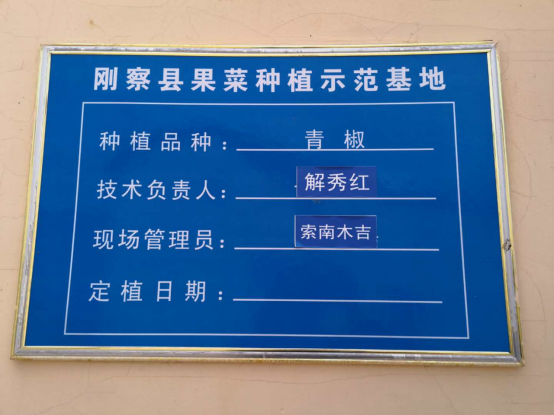 刚察县果菜种植示范基地
种植品种：青椒
技术负责人：解秀红
现场管理员：索南木吉
定植日期：